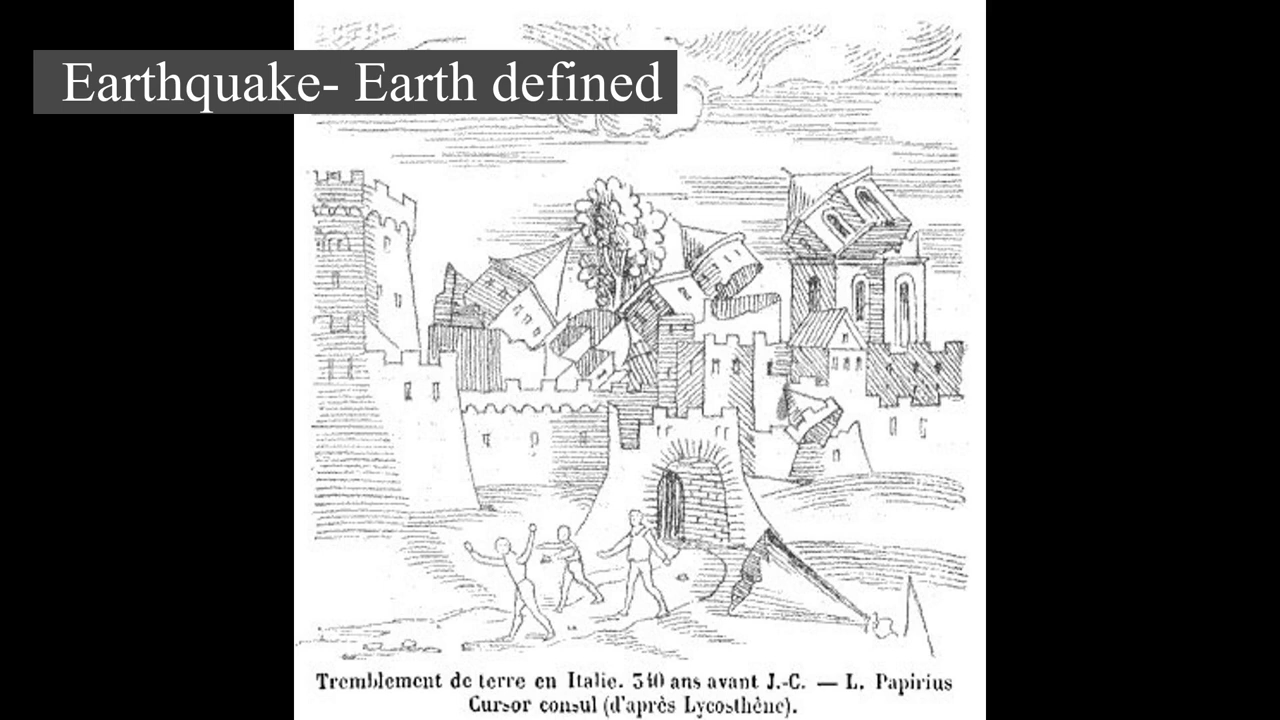 Earthquake- Earth defined
Tremblement de terre en Italie. 340 ans avant J.-C. — L. Papirius
Cursor consul (d'après Lycosthène).